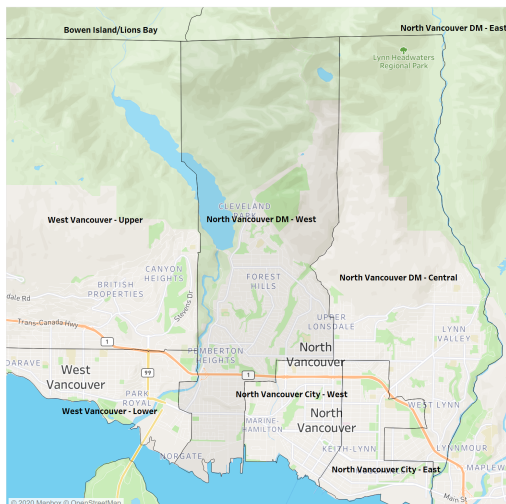 North Vancouver DM - East
Bowen Island/Lions Bay
Lynn Headwaters
Regional Park
CLEVELAND
PARK
West Vancouver - Upper
North Vancouver DM - West
CANYON
HEIGHTS
FOREST
HILLS
North Vancouver DM - Central
BRITISH
PROPERTIES
dale Rd
Stevens Dr
UPPER
LONSDALE
Trans-Canada Hwy
LYNN
VALLEY
1
North
Vancouver
PEMBERTON
HEIGHTS
DARAVE
West
Vancouver
99
1
PARK
ROYAL
North Vancouver City - West
WEST LYNN
West Vancouver - Lower
North
Vancouver
MARINE-
HAMILTON
KEITH-LYNN
LYNNMOUR
NORGATE
North Vancouver City - East
MAPLEW
Main St
© 2020 Mapbox © OpenStreetMap